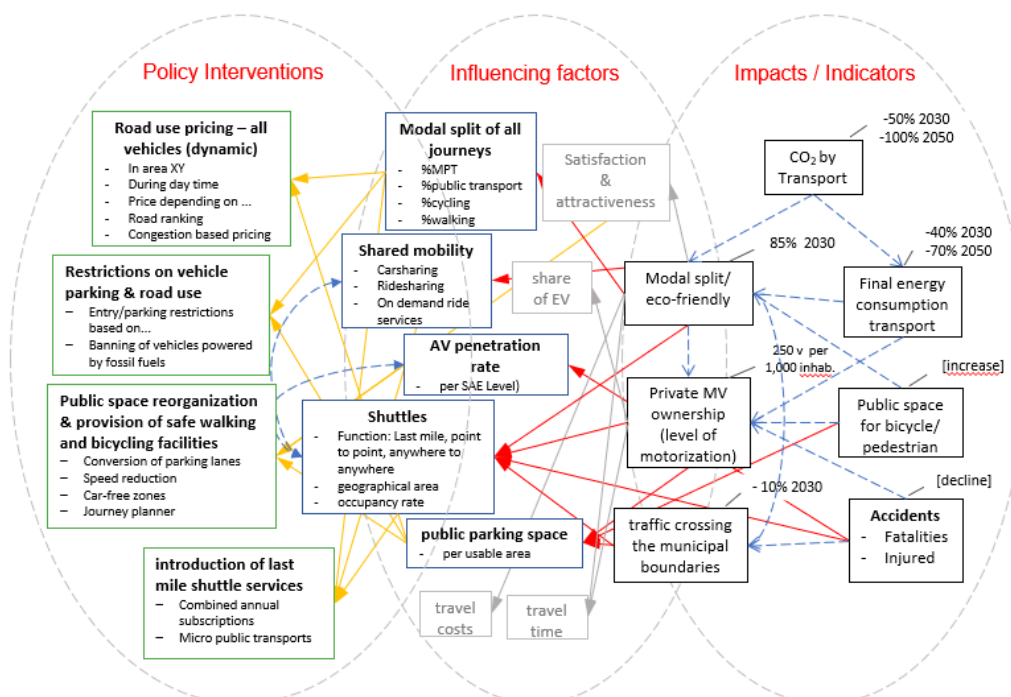 Policy Interventions
Influencing factors
Impacts / Indicators
Road use pricing – all
vehicles (dynamic)
- In area XY
- During day time
- Price depending on ...
- Road ranking
- Congestion based pricing
Restrictions on vehicle
parking & road use
– Entry/parking restrictions
based on...
– Banning of vehicles powered
by fossil fuels
Public space reorganization
& provision of safe walking
and bicycling facilities
– Conversion of parking lanes
– Speed reduction
– Car-free zones
– Journey planner
introduction of last
mile shuttle services
– Combined annual
subscriptions
– Micro public transports
Modal split of all
journeys
- %MPT
- %public transport
- %cycling
- %walking
Shared mobility
- Carsharing
- Ridesharing
- On demand ride
services
AV penetration
rate
- per SAE Level)
Shuttles
- Function: Last mile, point
to point, anywhere to
anywhere
- geographical area
- occupancy rate
public parking space
- per usable area
Satisfaction
&
attractiveness
share
of EV
travel
costs
travel
time
-50% 2030
-100% 2050
CO2 by
Transport
85% 2030
Modal split/
eco-friendly
-40% 2030
-70% 2050
Final energy
consumption
transport
250 v per
1,000 inhab.
Private MV
ownership
(level of
motorization)
[increase]
Public space
for bicycle/
pedestrian
- 10% 2030
traffic crossing
the municipal
boundaries
[decline]
Accidents
- Fatalities
- Injured